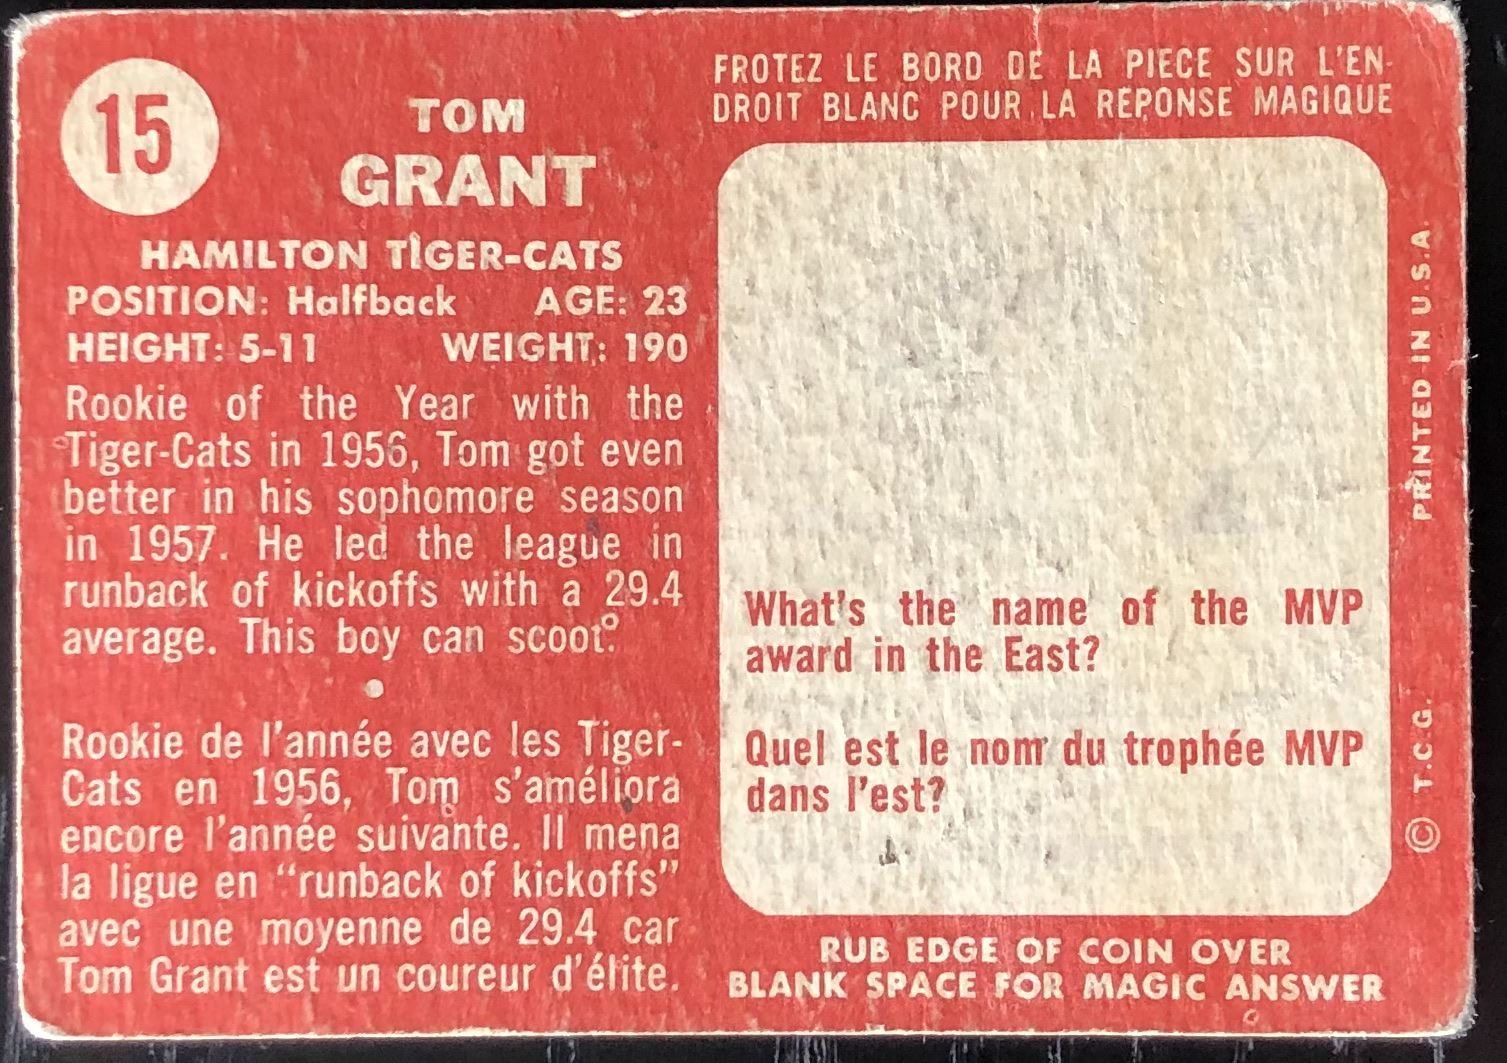 15
TOM
GRANT
HAMILTON TIGER-CATS
POSITION: Halfback AGE: 23
HEIGHT: 5-11 WEIGHT: 190
Rookie of the Year with the
Tiger-Cats in 1956, Tom got even
better in his sophomore season
in 1957. He led the league in
runback of kickoffs with a 29.4
average. This boy can scoot.
Rookie de l'année avec les Tiger-
Cats en 1956, Tom s'améliora
encore l'année suivante. Il mena
la ligue en "runback of kickoffs"
avec une moyenne de 29.4 car
Tom Grant est un coureur d'élite.
FROTEZ LE BORD DE LA PIECE SUR L'EN-
DROIT BLANC POUR LA REPONSE MAGIQUE
What's the name of the MVP
award in the East?
Quel est le nom du trophée MVP
dans l'est?
RUB EDGE OF COIN OVER
BLANK SPACE FOR MAGIC ANSWER
© T.C.G. PRINTED IN U.S.A.